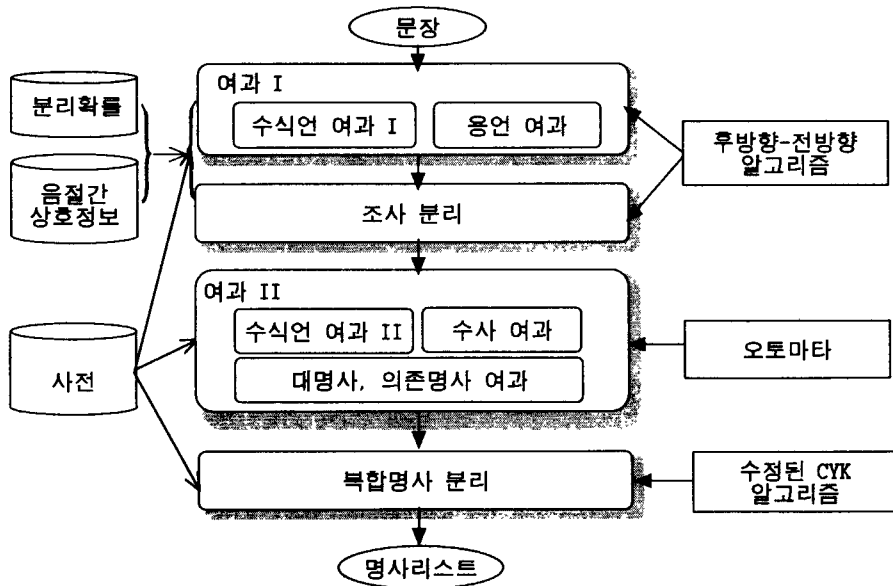 문장
여과 I
분리확률
수식언 여과 I
용언 여과
후방향-전방향
알고리즘
음절간
상호정보
조사 분리
여과 II
수식언 여과 II
수사 여과
오토마타
사전
대명사, 의존명사 여과
복합명사 분리
수정된 CYK
알고리즘
명사리스트